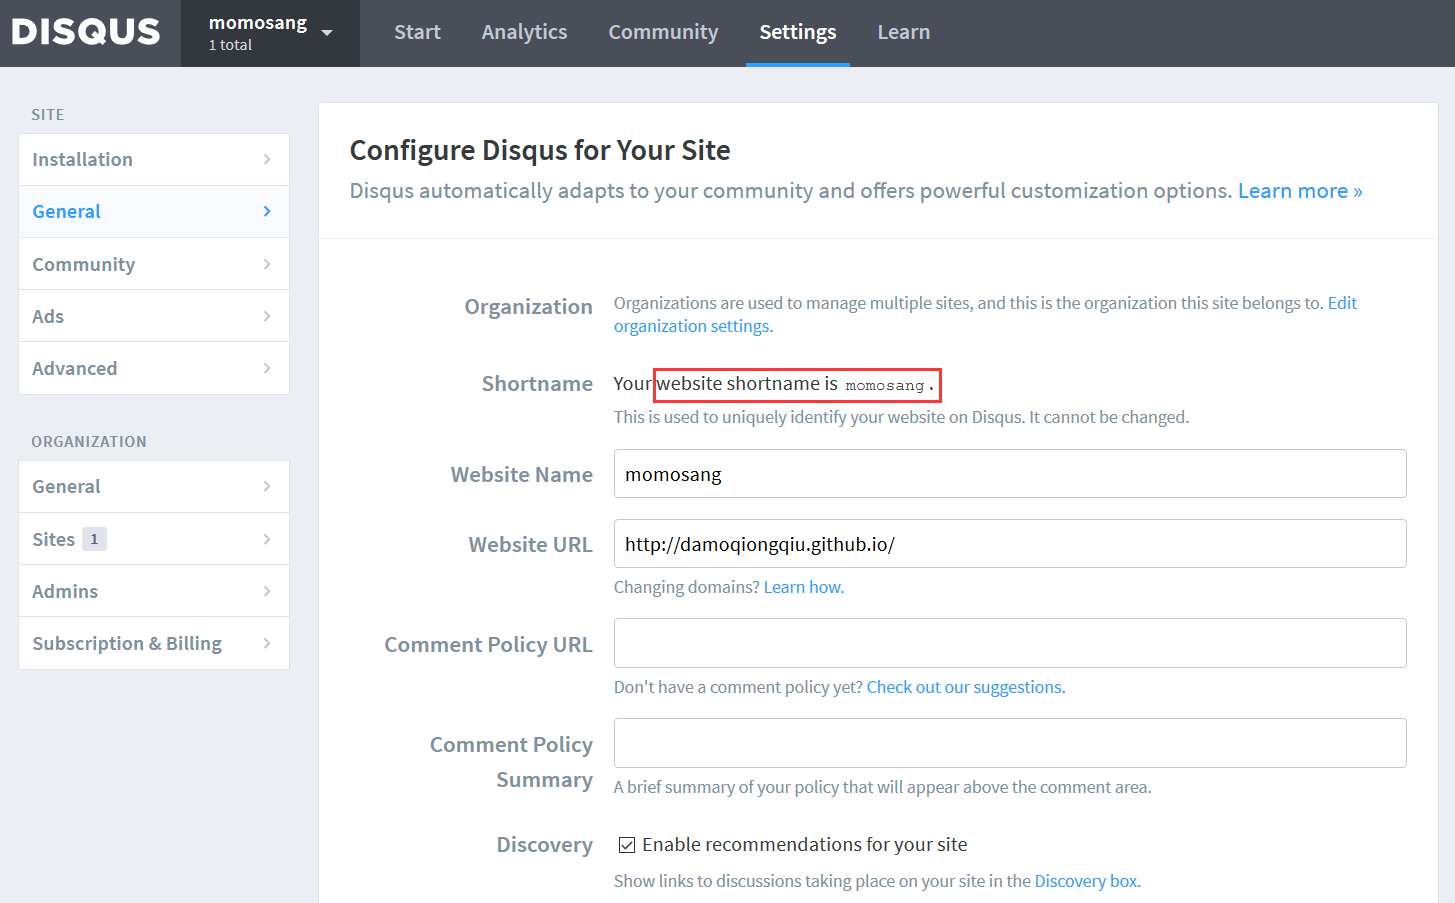 DISQUS
momosang
1 total
Start
Analytics
Community
Settings
Learn
SITE
Installation
General
Community
Ads
Advanced
ORGANIZATION
General
Sites 1
Admins
Subscription & Billing
Configure Disqus for Your Site
Disqus automatically adapts to your community and offers powerful customization options. Learn more »
Organization
Organizations are used to manage multiple sites, and this is the organization this site belongs to. Edit
organization settings.
Shortname
Your website shortname is momosang.
This is used to uniquely identify your website on Disqus. It cannot be changed.
Website Name
momosang
Website URL
http://damoqiongqiu.github.io/
Changing domains? Learn how.
Comment Policy URL
Don't have a comment policy yet? Check out our suggestions.
Comment Policy
Summary
A brief summary of your policy that will appear above the comment area.
Discovery
Enable recommendations for your site
Show links to discussions taking place on your site in the Discovery box.